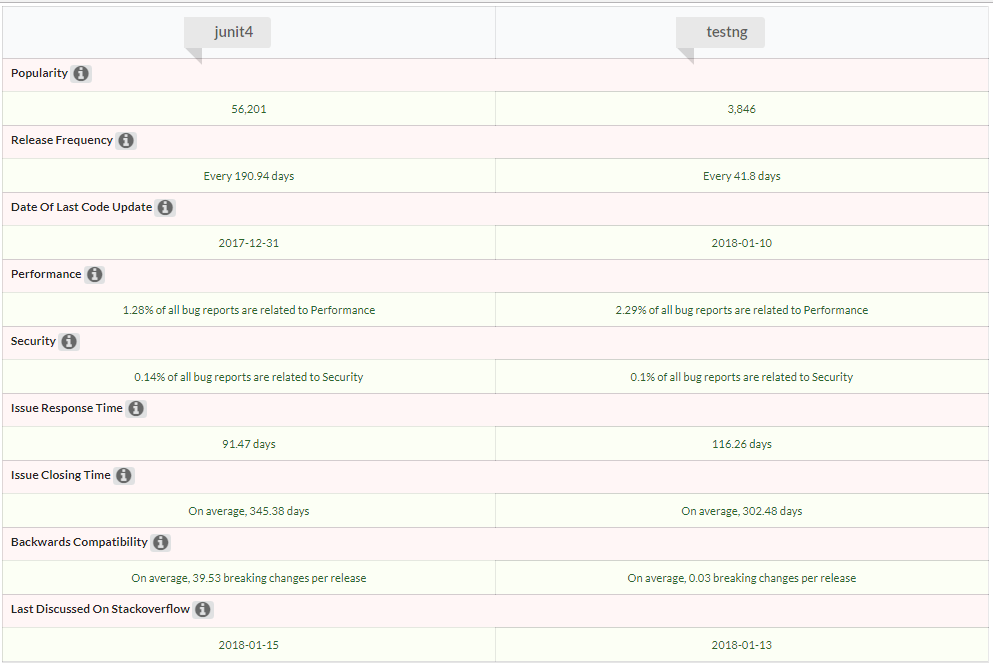 junit4 testng
Popularity
56,201 3,846
Release Frequency
Every 190.94 days Every 41.8 days
Date Of Last Code Update
2017-12-31 2018-01-10
Performance
1.28% of all bug reports are related to Performance 2.29% of all bug reports are related to Performance
Security
0.14% of all bug reports are related to Security 0.1% of all bug reports are related to Security
Issue Response Time
91.47 days 116.26 days
Issue Closing Time
On average, 345.38 days On average, 302.48 days
Backwards Compatibility
On average, 39.53 breaking changes per release On average, 0.03 breaking changes per release
Last Discussed On Stackoverflow
2018-01-15 2018-01-13